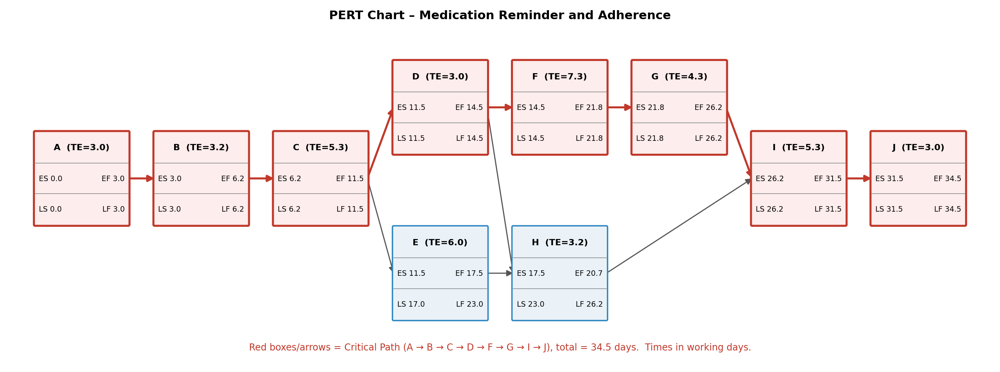 PERT Chart – Medication Reminder and Adherence
A (TE=3.0)
ES 0.0 EF 3.0
LS 0.0 LF 3.0
B (TE=3.2)
ES 3.0 EF 6.2
LS 3.0 LF 6.2
C (TE=5.3)
ES 6.2 EF 11.5
LS 6.2 LF 11.5
D (TE=3.0)
ES 11.5 EF 14.5
LS 11.5 LF 14.5
F (TE=7.3)
ES 14.5 EF 21.8
LS 14.5 LF 21.8
G (TE=4.3)
ES 21.8 EF 26.2
LS 21.8 LF 26.2
E (TE=6.0)
ES 11.5 EF 17.5
LS 17.0 LF 23.0
H (TE=3.2)
ES 17.5 EF 20.7
LS 23.0 LF 26.2
I (TE=5.3)
ES 26.2 EF 31.5
LS 26.2 LF 31.5
J (TE=3.0)
ES 31.5 EF 34.5
LS 31.5 LF 34.5
Red boxes/arrows = Critical Path (A → B → C → D → F → G → I → J), total = 34.5 days. Times in working days.